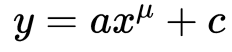 y = ax^μ + c